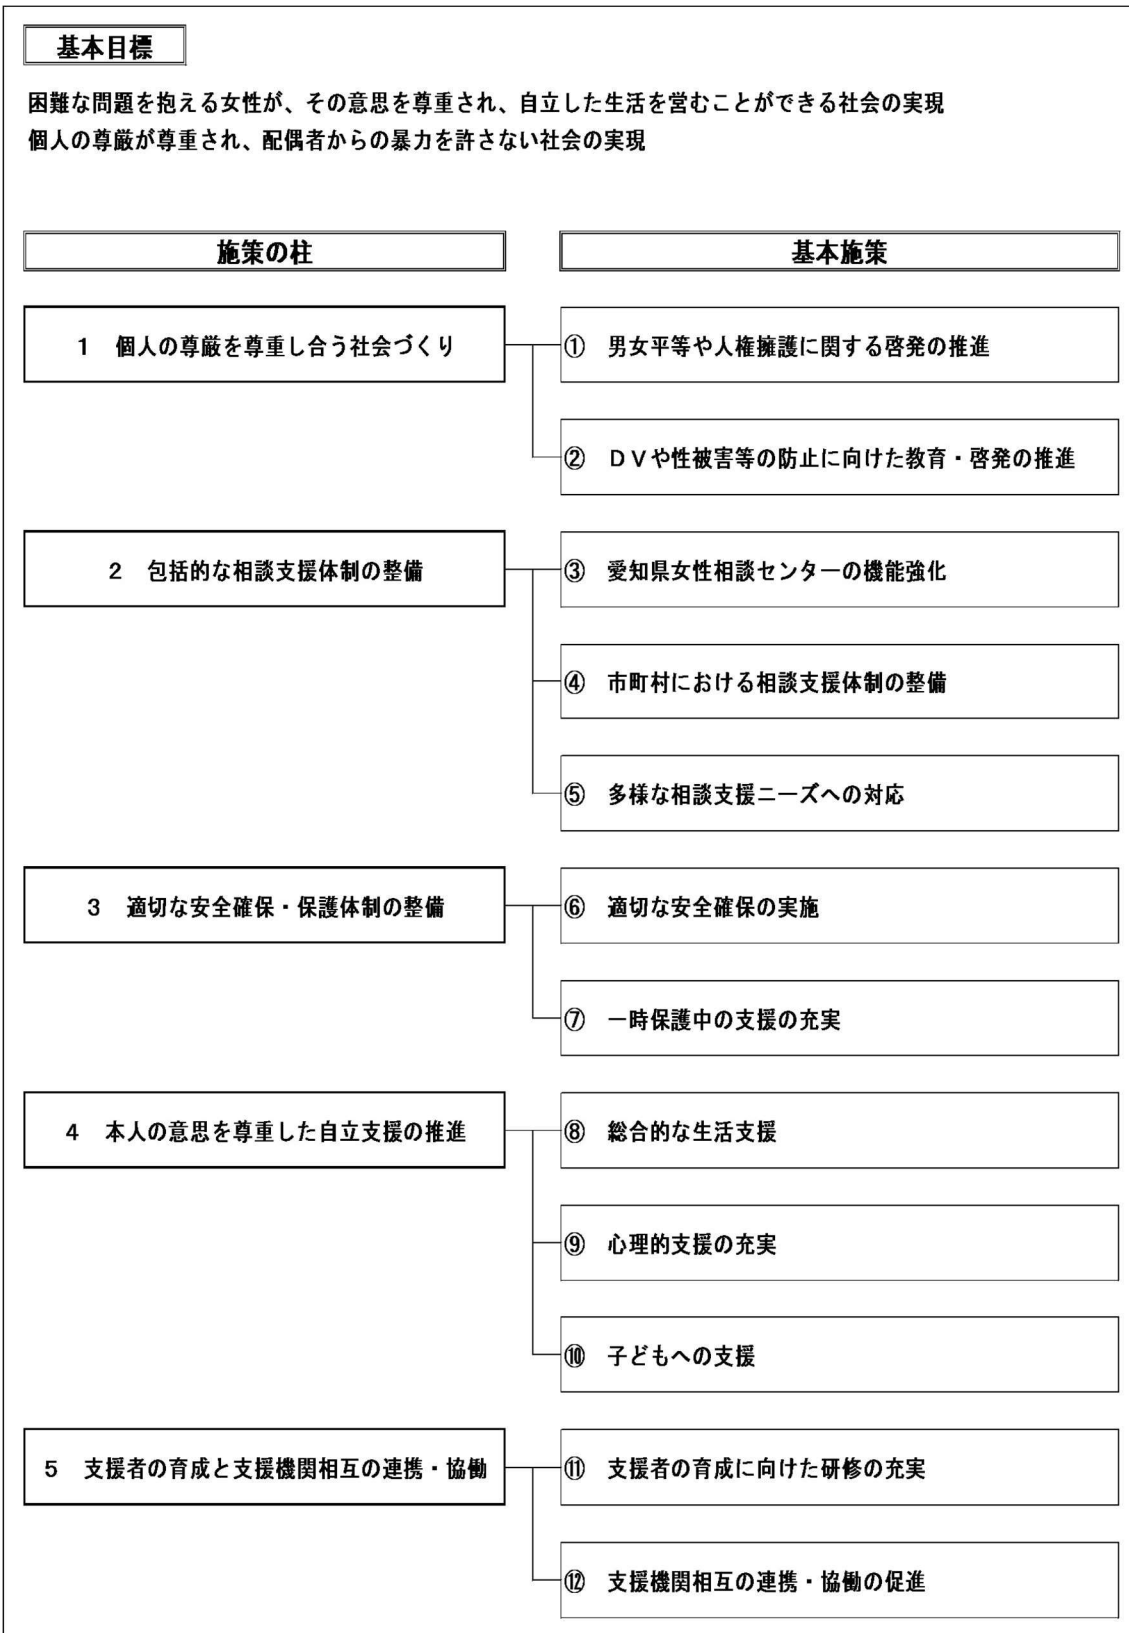 基本目標
困難な問題を抱える女性が、その意思を尊重され、自立した生活を営むことができる社会の実現
個人の尊厳が尊重され、配偶者からの暴力を許さない社会の実現
施策の柱
基本施策
1 個人の尊厳を尊重し合う社会づくり
① 男女平等や人権擁護に関する啓発の推進
② ＤＶや性被害等の防止に向けた教育・啓発の推進
2 包括的な相談支援体制の整備
③ 愛知県女性相談センターの機能強化
④ 市町村における相談支援体制の整備
⑤ 多様な相談支援ニーズへの対応
3 適切な安全確保・保護体制の整備
⑥ 適切な安全確保の実施
⑦ 一時保護中の支援の充実
4 本人の意思を尊重した自立支援の推進
⑧ 総合的な生活支援
⑨ 心理的支援の充実
⑩ 子どもへの支援
5 支援者の育成と支援機関相互の連携・協働
⑪ 支援者の育成に向けた研修の充実
⑫ 支援機関相互の連携・協働の促進